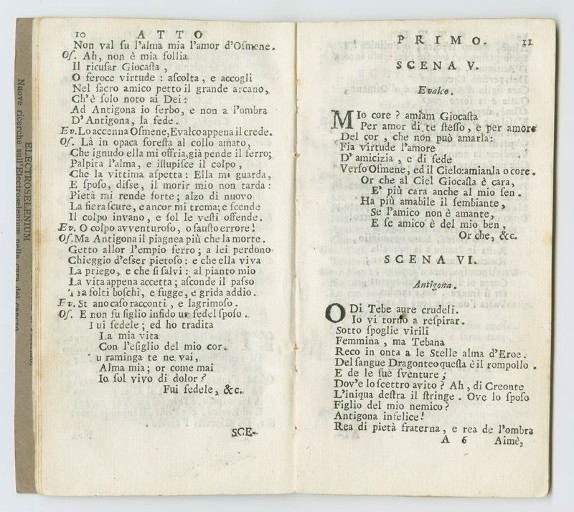 10 ATTO
Non val su l'alma mia l'amor d'Osmene.
Os. Ah, non è mia follia
Il ricusar Giocasta,
O feroce virtude: ascolta, e accogli
Nel sacro amico petto il grande arcano,
Ch'è solo noto ai Dei:
Ad Antigona io serbo, e non a l'ombra
D'Antigona, la fede.
Ev. Lo accenna Osmene, Evalco appena il crede.
Os. Là in opaca foresta al collo amato,
Che ignudo ella mi offria, già pende il ferro;
Palpita l'alma, e istupisce il colpo,
Che la vittima aspetta: Ella mi guarda,
E sposo, disse, il morir mio non tarda:
Pietà mi rende forte; alzo di nuovo
La fiera scure, e ancor mi trema; e scende
Il colpo invano, e sol le vesti offende.
Ev. O colpo avventuroso, o fausto errore!
Os. Ma Antigona il piagnea più che la morte.
Getto allor l'empio ferro; a lei perdono
Chieggio d'esser pietoso: e che ella viva
La priego, e che si salvi: al pianto mio
La vita appena accetta; asconde il passo
fra folti boschi, e fugge, e grida addio.
Ev. Strano caso racconti, e lagrimoso.
Os. E non fu figlio infido un fedel sposo.
Fui fedele; ed ho tradita
La mia vita
Con l'esiglio del mio cor.
u raminga te ne vai,
Alma mia; or come mai
Io sol vivo di dolor?
Fui fedele, &c.
SCE-
PRIMO. 11
SCENA V.
Evalco.
MIo core? amiam Giocasta
Per amor di te stesso, e per amore
Del cor, che non può amarla:
Fia virtude l'amore
D'amicizia, e di fede
Verso Osmene, ed il Cielo: amianla o core.
Or che al Ciel Giocasta è cara,
E' più cara anche al mio sen.
Ha più amabile il sembiante,
Se l'amico non è amante,
E se amico è del mio ben.
Or che, &c.
SCENA VI.
Antigona.
ODi Tebe aure crudeli.
Io vi torno a respirar.
Sotto spoglie virili
Femmina, ma Tebana
Reco in onta a le Stelle alma d'Eroe.
Del sangue Dragonteo questa è il rampollo.
E de le sue sventure;
Dov'è lo scettro avito? Ah, di Creonte
L'iniqua destra il stringe. Ove lo sposo
Figlio del mio nemico?
Antigona infelice!
Rea di pietà fraterna, e rea de l'ombra
A 6 Aimè,
ELECTROSELENIUM